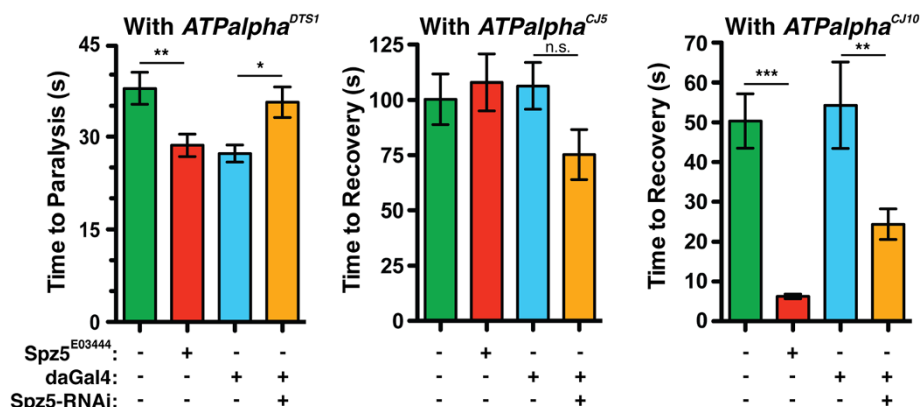 With ATPalpha^DTS1
Time to Paralysis (s)
45
30
15
0
**
*
With ATPalpha^CJ5
Time to Recovery (s)
125
100
75
50
25
0
n.s.
With ATPalpha^CJ10
Time to Recovery (s)
70
60
50
40
30
20
10
0
***
**
Spz5^E03444: - + - - - + - - - + - -
daGal4: - - + + - - + + - - + +
Spz5-RNAi: - - - + - - - + - - - +